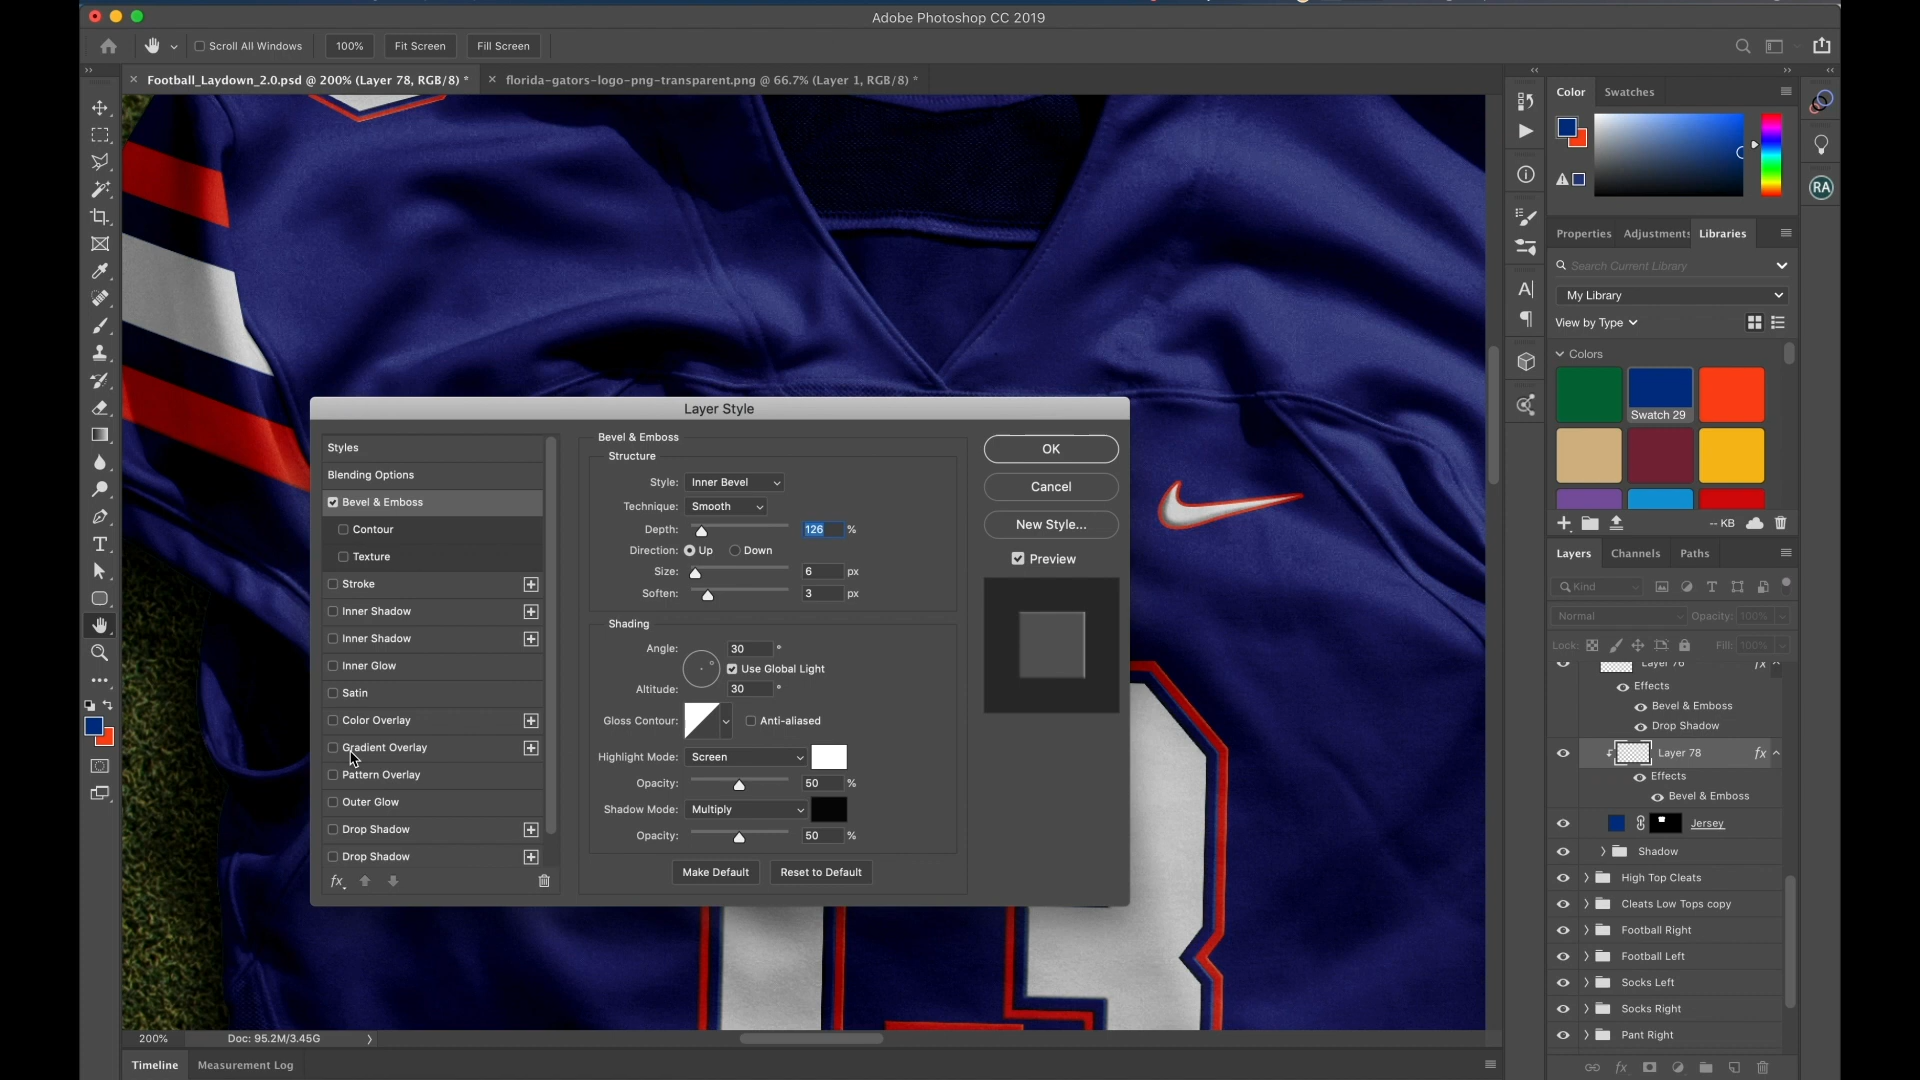 Adobe Photoshop CC 2019
Scroll All Windows
100%
Fit Screen
Fill Screen
Football_Laydown_2.0.psd @ 200% (Layer 78, RGB/8) *
florida-gators-logo-png-transparent.png @ 66.7% (Layer 1, RGB/8) *
Color
Swatches
RA
Properties
Adjustments
Libraries
Search Current Library
My Library
View by Type
Colors
Swatch 29
-- KB
Layers
Channels
Paths
Kind
Normal
Opacity: 100%
Lock:
Fill: 100%
Layer 76
fx
Effects
Bevel & Emboss
Drop Shadow
Layer 78
fx
Effects
Bevel & Emboss
Jersey
Shadow
High Top Cleats
Cleats Low Tops copy
Football Right
Football Left
Socks Left
Socks Right
Pant Right
Layer Style
Styles
Blending Options
Bevel & Emboss
Contour
Texture
Stroke
Inner Shadow
Inner Shadow
Inner Glow
Satin
Color Overlay
Gradient Overlay
Pattern Overlay
Outer Glow
Drop Shadow
Drop Shadow
fx
Bevel & Emboss
Structure
Style: Inner Bevel
Technique: Smooth
Depth: 126 %
Direction: Up Down
Size: 6 px
Soften: 3 px
Shading
Angle: 30 °
Use Global Light
Altitude: 30 °
Gloss Contour: Anti-aliased
Highlight Mode: Screen
Opacity: 50 %
Shadow Mode: Multiply
Opacity: 50 %
Make Default
Reset to Default
OK
Cancel
New Style...
Preview
200%
Doc: 95.2M/3.45G
Timeline
Measurement Log
fx